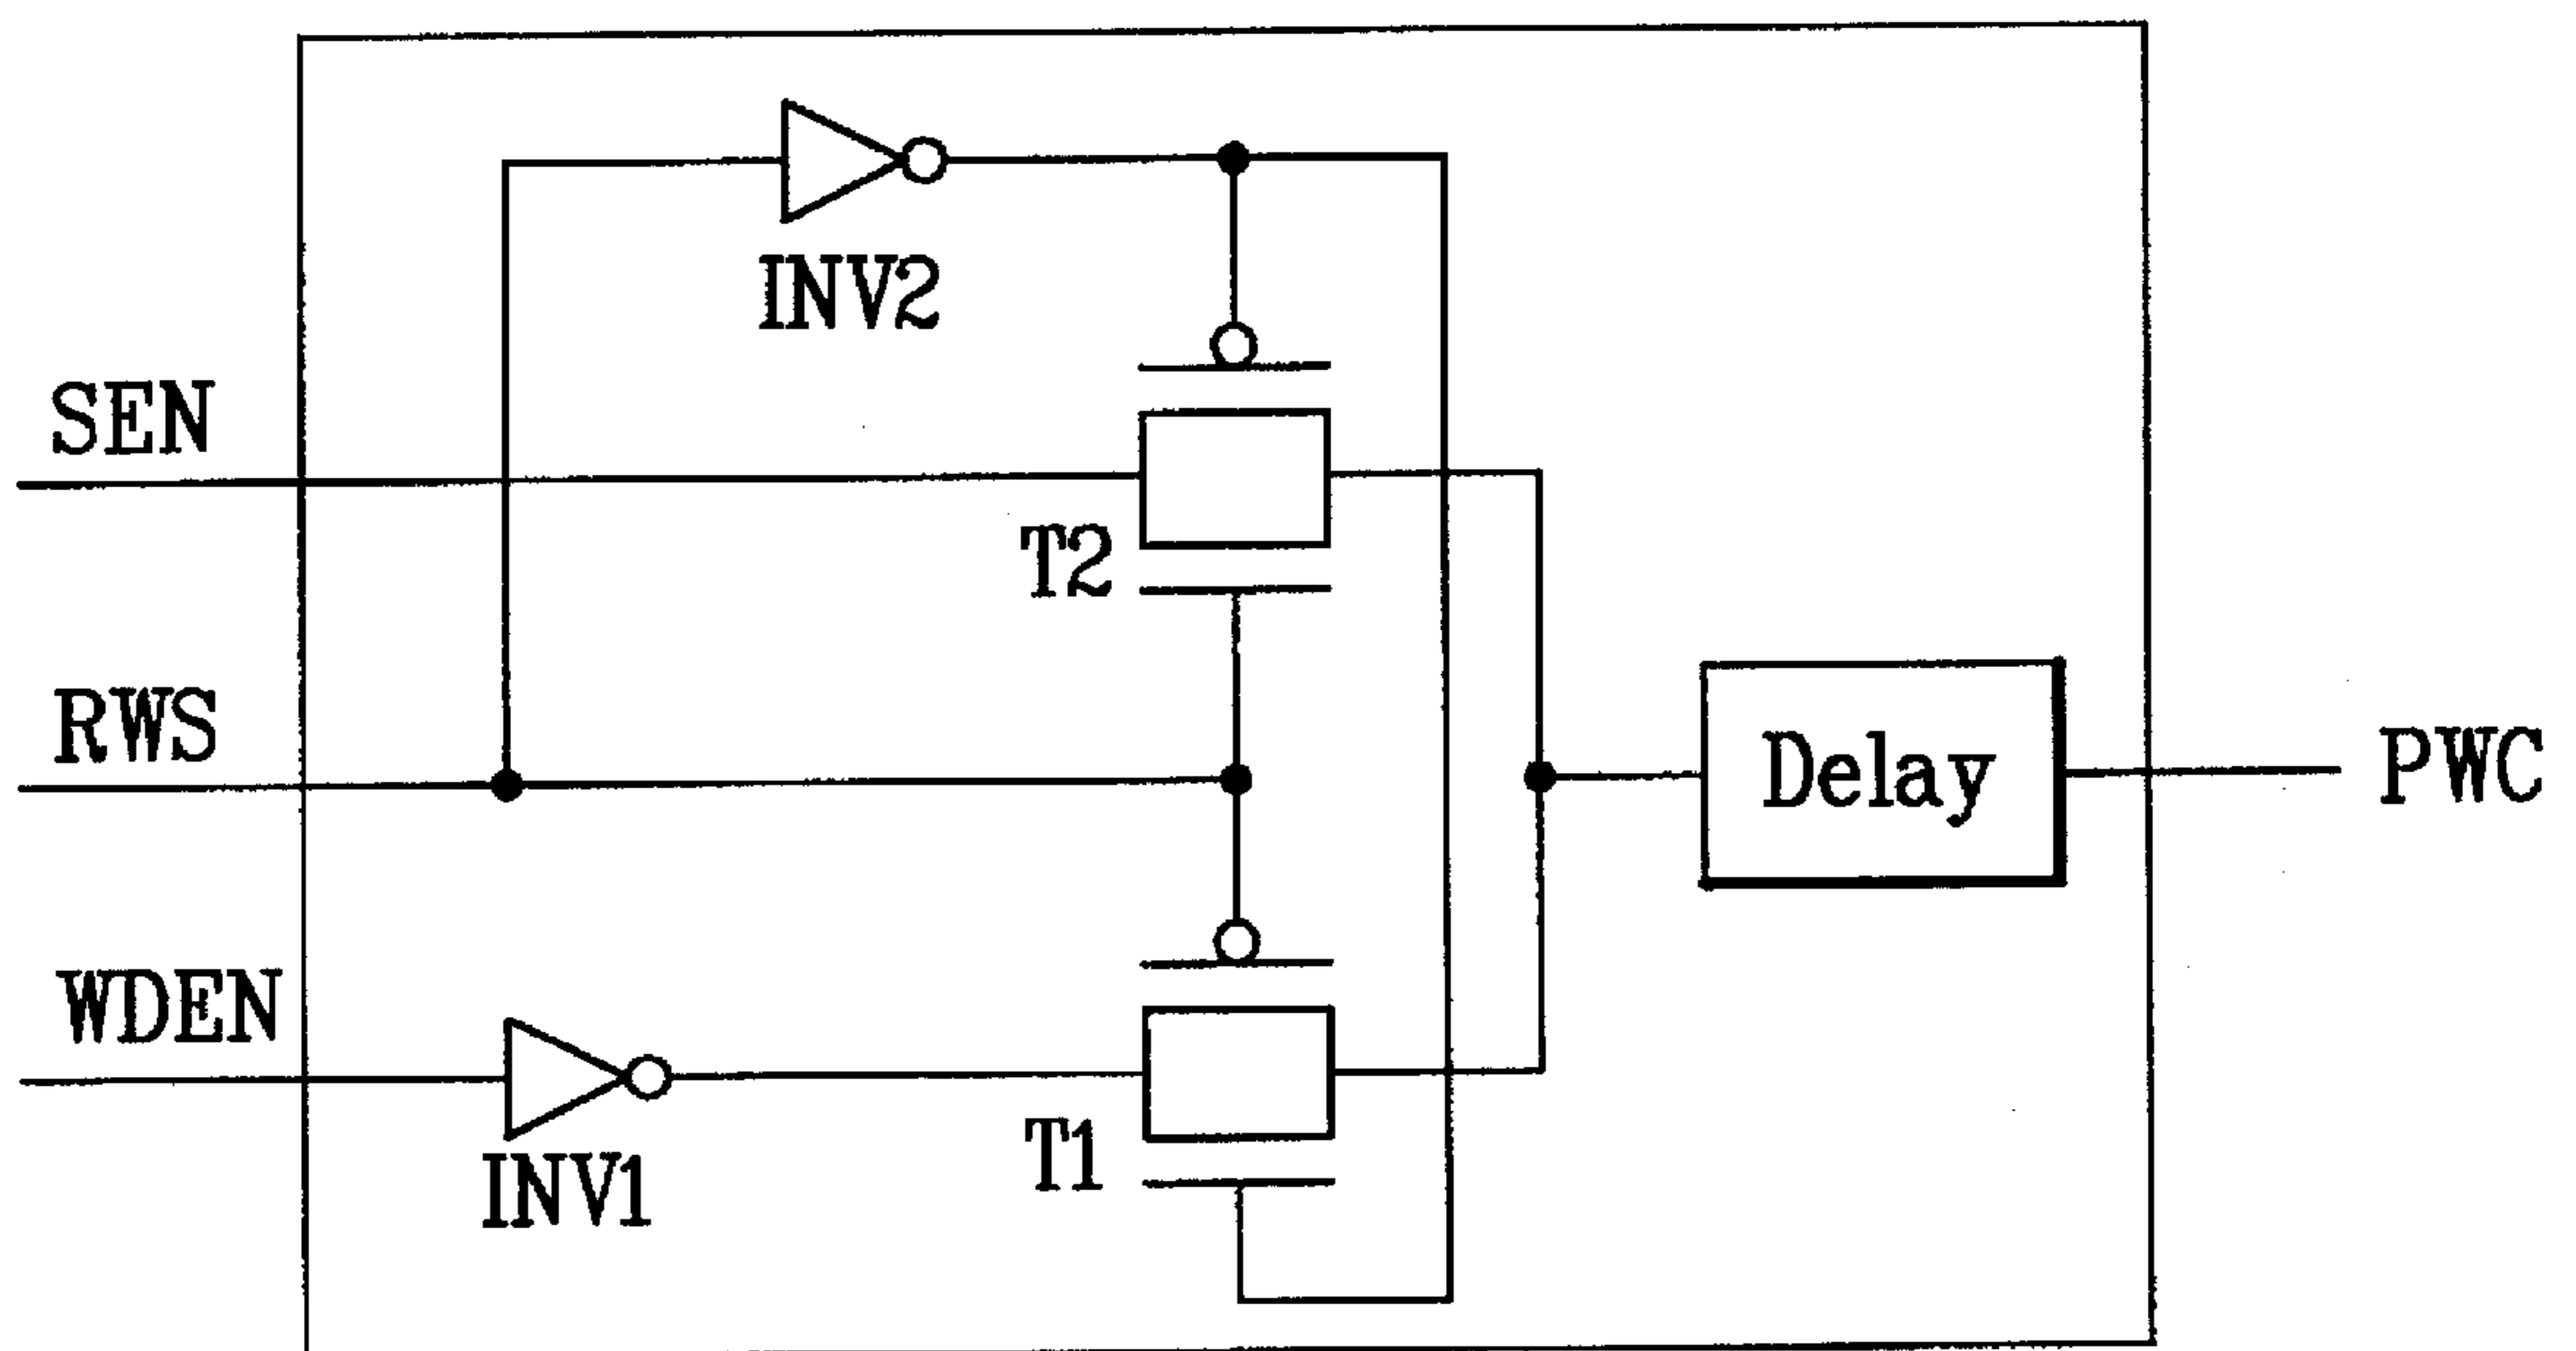 INV2
SEN
T2
RWS
Delay
PWC
WDEN
T1
INV1